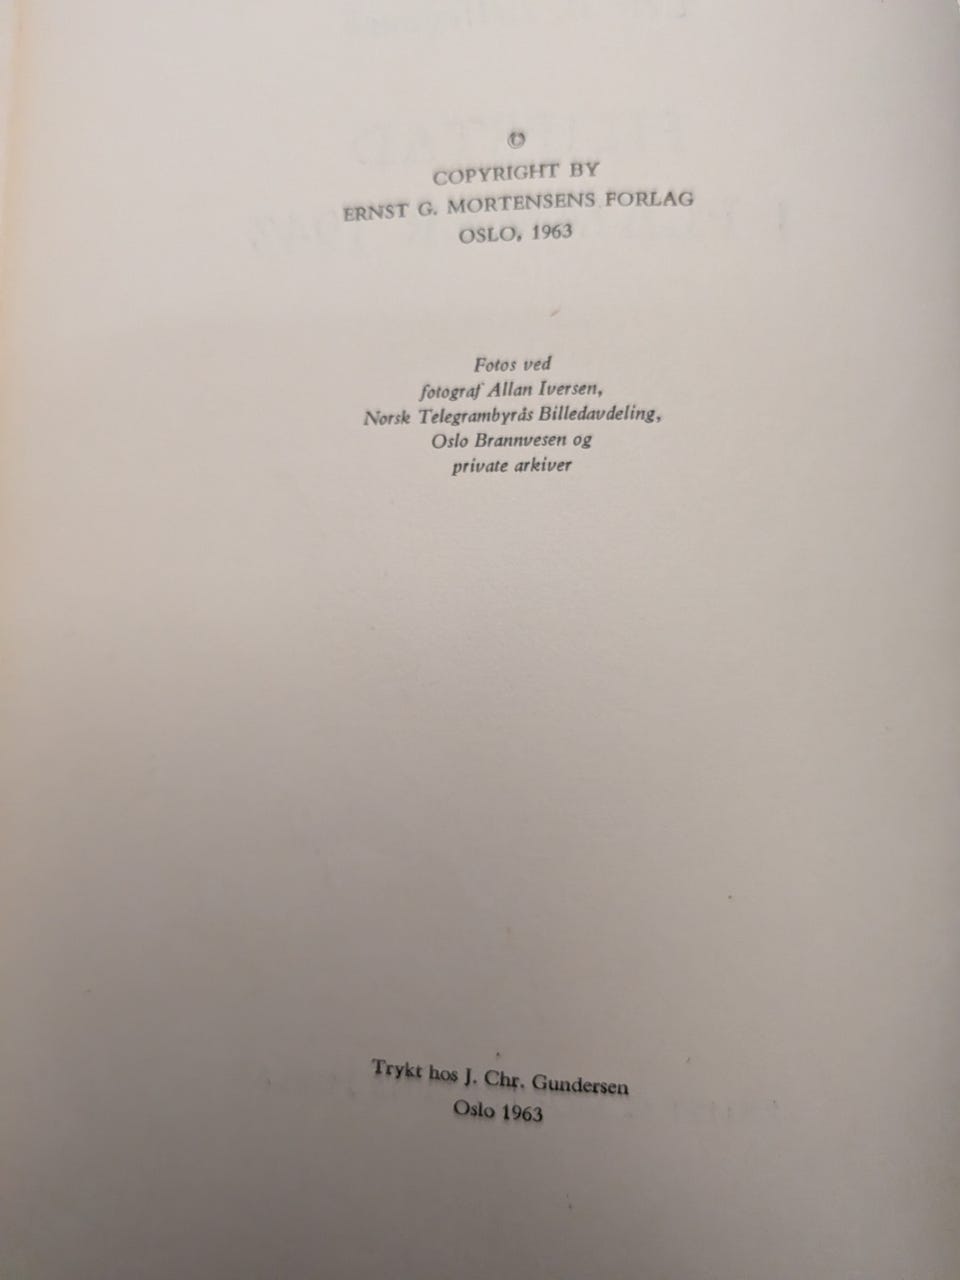 ©
COPYRIGHT BY
ERNST G. MORTENSENS FORLAG
OSLO, 1963
Fotos ved
fotograf Allan Iversen,
Norsk Telegrambyrås Billedavdeling,
Oslo Brannvesen og
private arkiver
Trykt hos J. Chr. Gundersen
Oslo 1963